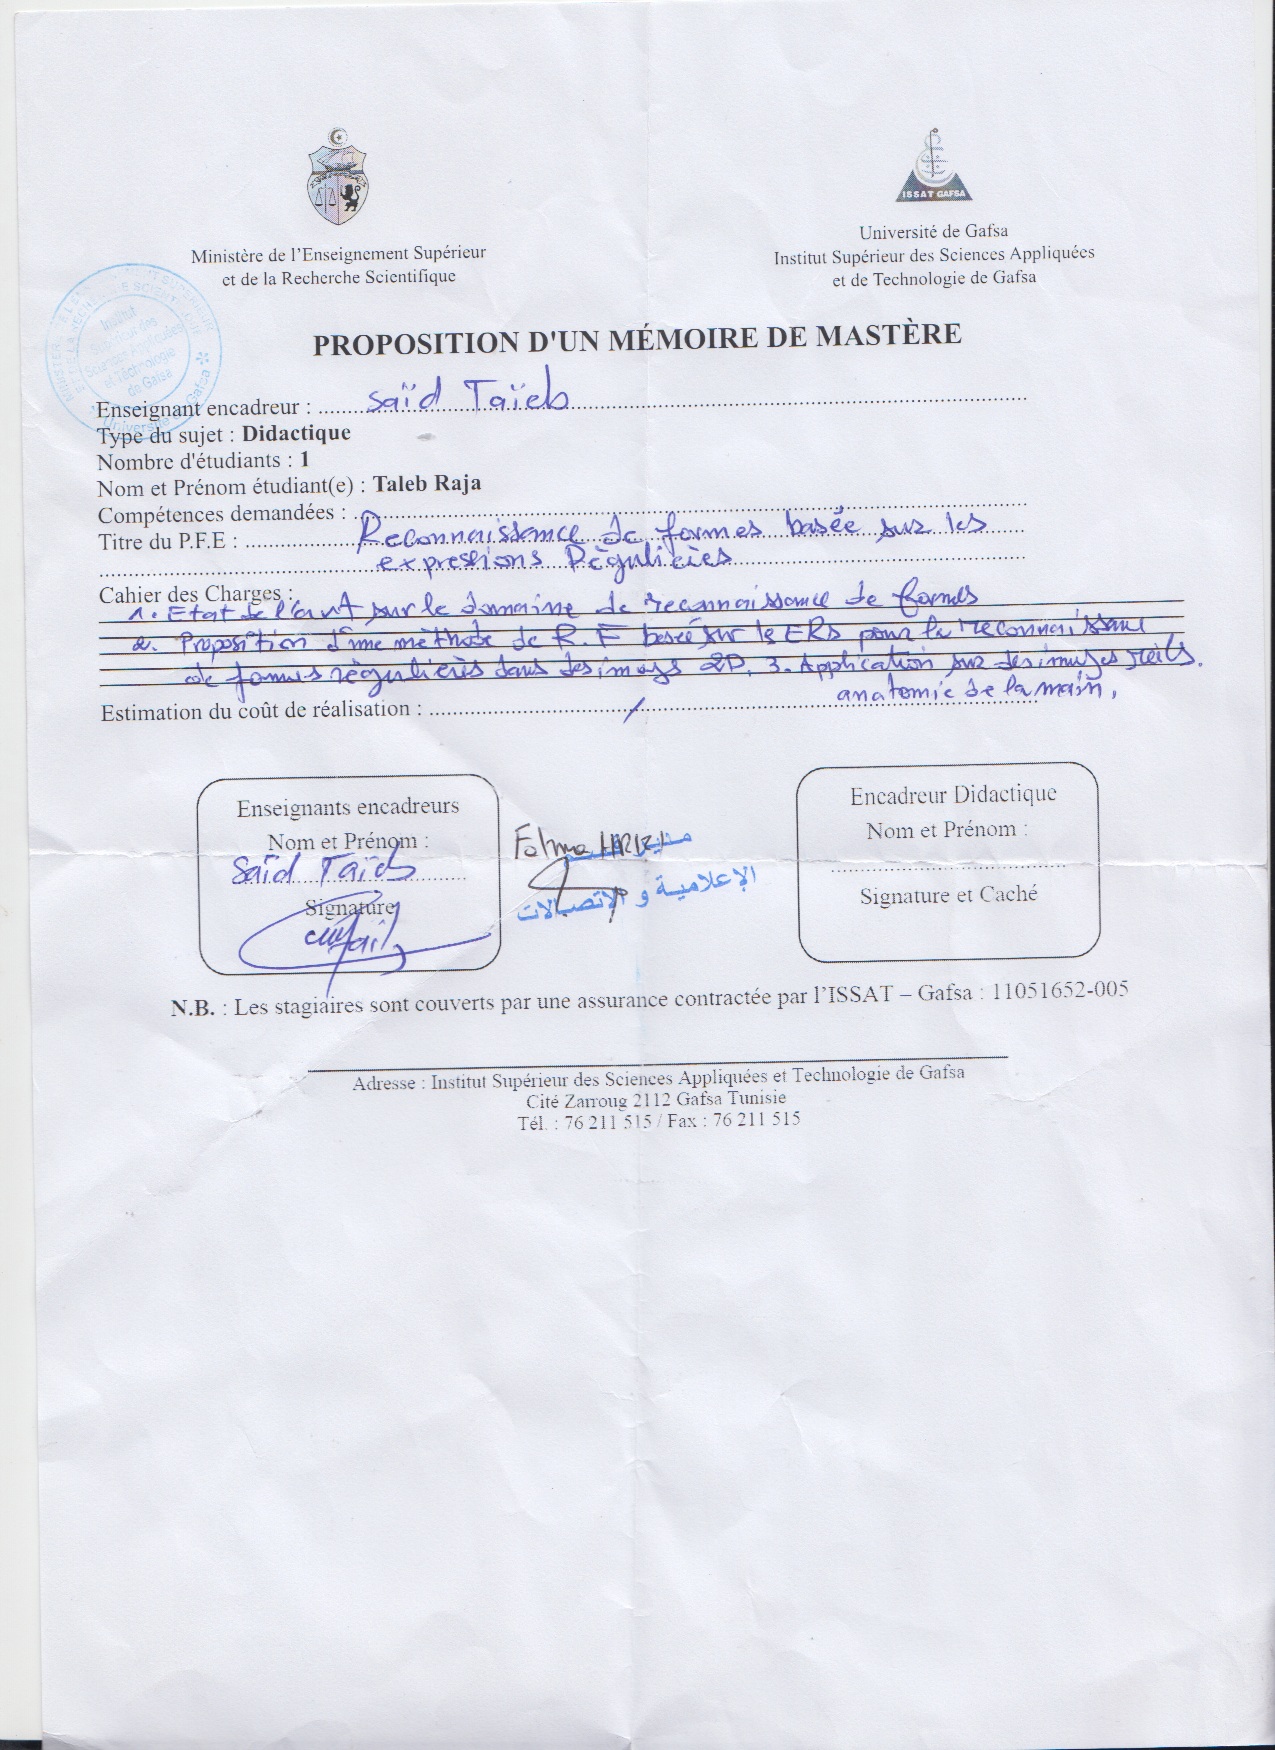 ISSAT GAFSA
Ministère de l'Enseignement Supérieur
et de la Recherche Scientifique
Université de Gafsa
Institut Supérieur des Sciences Appliquées
et de Technologie de Gafsa
Institut
Sciences Appliquées
et Technologie
de Gafsa
Université de Gafsa
PROPOSITION D'UN MÉMOIRE DE MASTÈRE
Enseignant encadreur : Saïd Taïeb
Type du sujet : Didactique
Nombre d'étudiants : 1
Nom et Prénom étudiant(e) : Taleb Raja
Compétences demandées :
Titre du P.F.E : Reconnaissance de formes basée sur les
expressions Régulières
Cahier des Charges :
1. Etat de l'art sur le domaine de reconnaissance de formes
2. Proposition d'une méthode de R.F basée sur les ERs pour la reconnaissance
de formes régulières dans des images 2D. 3. Application sur des images réels.
anatomie de la main.
Estimation du coût de réalisation : /
Enseignants encadreurs
Nom et Prénom :
Saïd Taïeb
Signature
Fatma
مدير قسم
الإعلامية و الاتصالات
Encadreur Didactique
Nom et Prénom :
Signature et Caché
N.B. : Les stagiaires sont couverts par une assurance contractée par l'ISSAT – Gafsa : 11051652-005
Adresse : Institut Supérieur des Sciences Appliquées et Technologie de Gafsa
Cité Zarroug 2112 Gafsa Tunisie
Tél. : 76 211 515 / Fax : 76 211 515